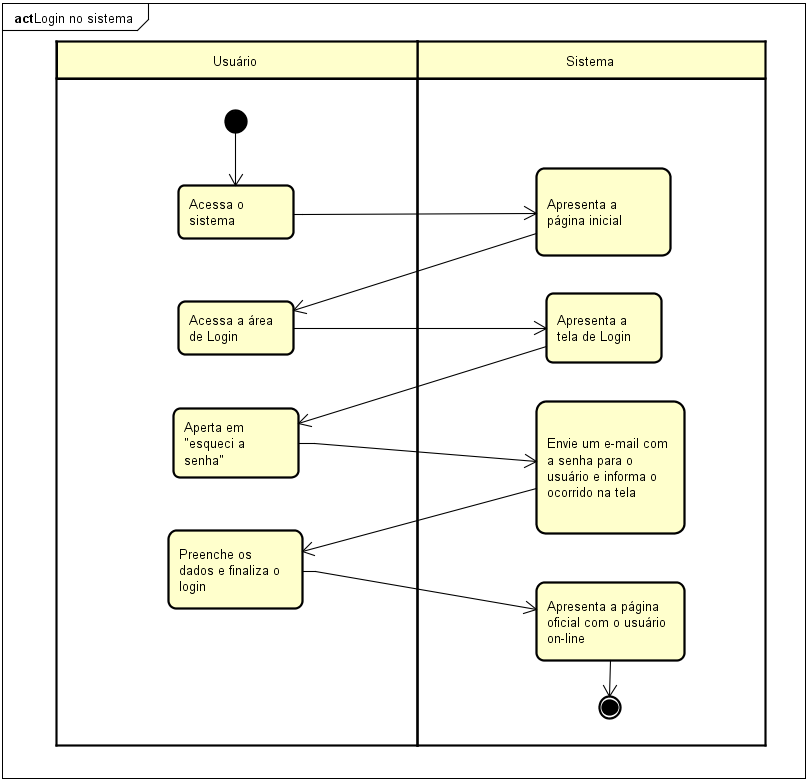 actLogin no sistema
Usuário
Sistema
Acessa o
sistema
Apresenta a
página inicial
Acessa a área
de Login
Apresenta a
tela de Login
Aperta em
"esqueci a
senha"
Envie um e-mail com
a senha para o
usuário e informa o
ocorrido na tela
Preenche os
dados e finaliza o
login
Apresenta a página
oficial com o usuário
on-line